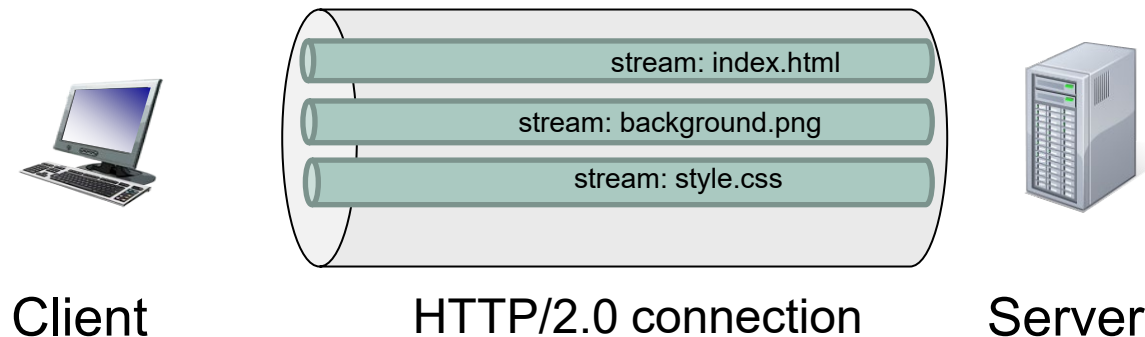 stream: index.html
stream: background.png
stream: style.css
Client
HTTP/2.0 connection
Server